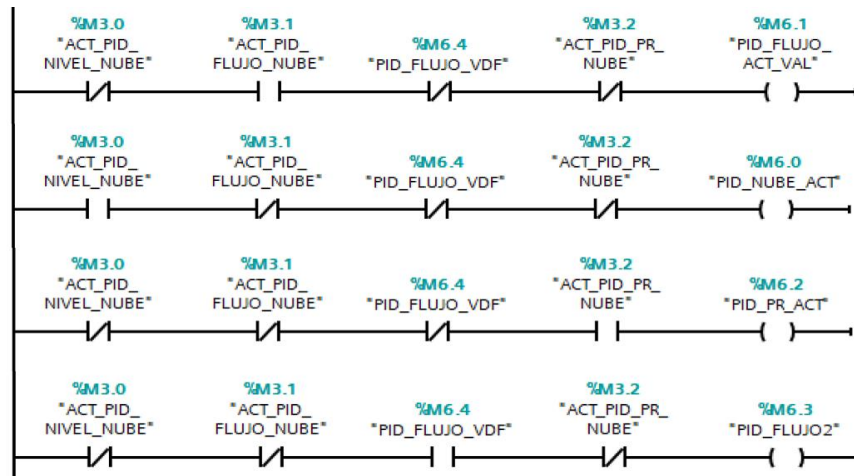 %M3.0
"ACT_PID_
NIVEL_NUBE"
%M3.1
"ACT_PID_
FLUJO_NUBE"
%M6.4
"PID_FLUJO_VDF"
%M3.2
"ACT_PID_PR_
NUBE"
%M6.1
"PID_FLUJO_
ACT_VAL"
%M3.0
"ACT_PID_
NIVEL_NUBE"
%M3.1
"ACT_PID_
FLUJO_NUBE"
%M6.4
"PID_FLUJO_VDF"
%M3.2
"ACT_PID_PR_
NUBE"
%M6.0
"PID_NUBE_ACT"
%M3.0
"ACT_PID_
NIVEL_NUBE"
%M3.1
"ACT_PID_
FLUJO_NUBE"
%M6.4
"PID_FLUJO_VDF"
%M3.2
"ACT_PID_PR_
NUBE"
%M6.2
"PID_PR_ACT"
%M3.0
"ACT_PID_
NIVEL_NUBE"
%M3.1
"ACT_PID_
FLUJO_NUBE"
%M6.4
"PID_FLUJO_VDF"
%M3.2
"ACT_PID_PR_
NUBE"
%M6.3
"PID_FLUJO2"